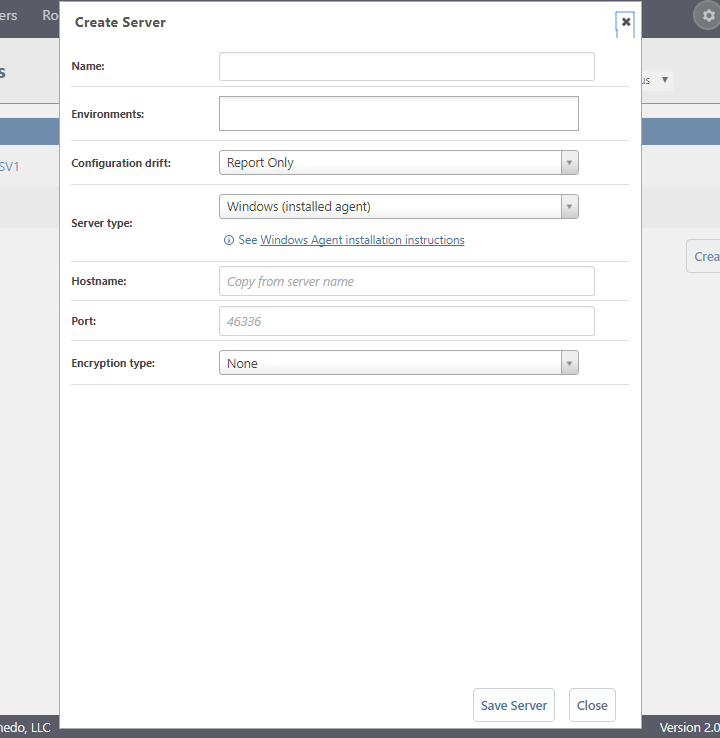 ers Ro
Create Server
✖
s
us ▼
Name:
Environments:
Configuration drift: Report Only
SV1
Server type: Windows (installed agent)
See Windows Agent installation instructions
Crea
Hostname: Copy from server name
Port: 46336
Encryption type: None
Save Server Close
nedo, LLC
Version 2.0